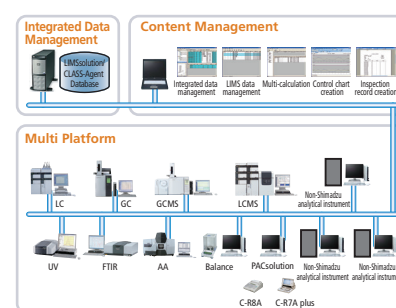 Integrated Data
Management
LIMSsolution/
CLASS-Agent
Database
Content Management
Integrated data
management
LIMS data
management
Multi-calculation
Control chart
creation
Inspection
record creation
Multi Platform
LC
GC
GCMS
LCMS
Non-Shimadzu
analytical instrument
UV
FTIR
AA
Balance
PACsolution
Non-Shimadzu
analytical instrument
Non-Shimadzu
analytical instrum
C-R8A
C-R7A plus